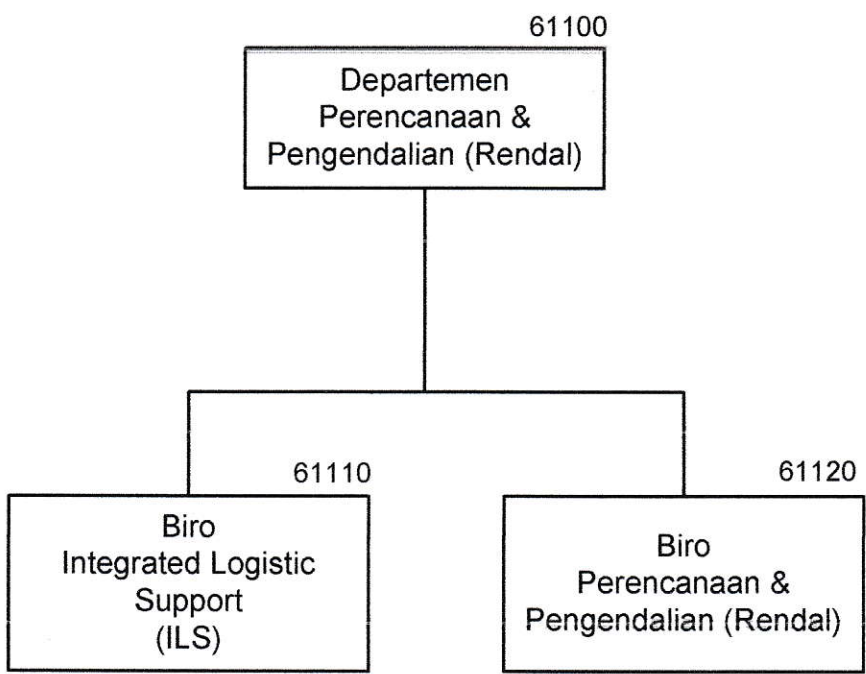 61100
Departemen
Perencanaan &
Pengendalian (Rendal)
61110
Biro
Integrated Logistic
Support
(ILS)
61120
Biro
Perencanaan &
Pengendalian (Rendal)